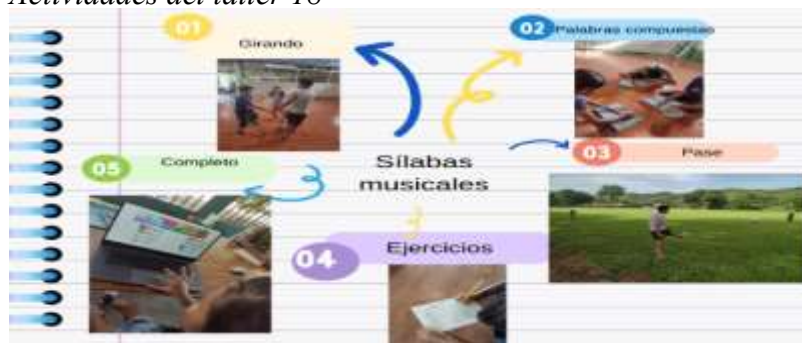 Actividades del taller 18
01
Girando
02 Palabras compuestas
03 Pase
Sílabas
musicales
05 Completo
04 Ejercicios